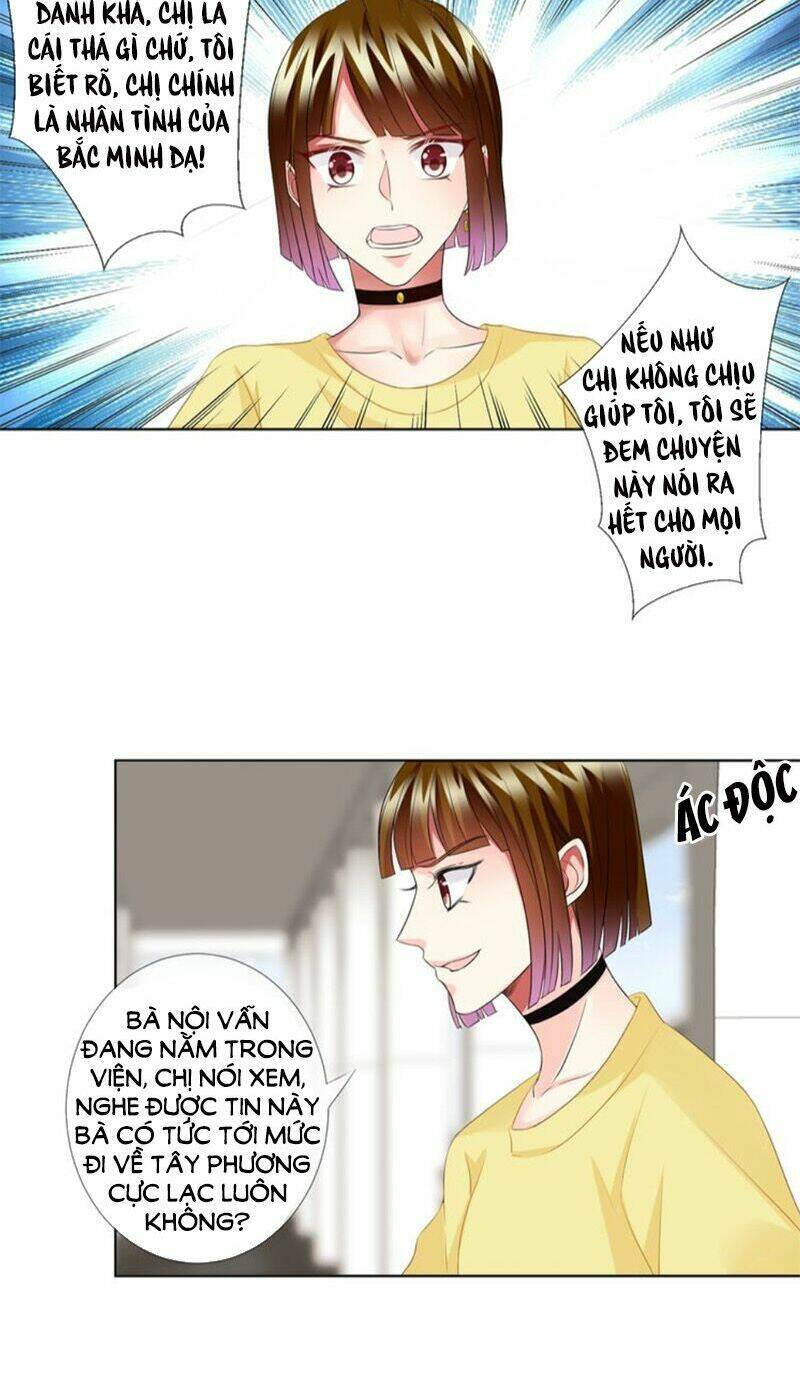 DANH KHA, CHỊ LÀ
CÁI THÁ GÌ CHỨ, TÔI
BIẾT RÕ, CHỊ CHÍNH
LÀ NHÂN TÌNH CỦA
BẮC MINH DẠ!
NẾU NHƯ
CHỊ KHÔNG CHỊU
GIÚP TÔI, TÔI SẼ
ĐEM CHUYỆN
NÀY NÓI RA
HẾT CHO MỌI
NGƯỜI.
ÁC ĐỘC
BÀ NỘI VẪN
ĐANG NẰM TRONG
VIỆN, CHỊ NÓI XEM,
NGHE ĐƯỢC TIN NÀY
BÀ CÓ TỨC TỚI MỨC
ĐI VỀ TÂY PHƯƠNG
CỰC LẠC LUÔN
KHÔNG?